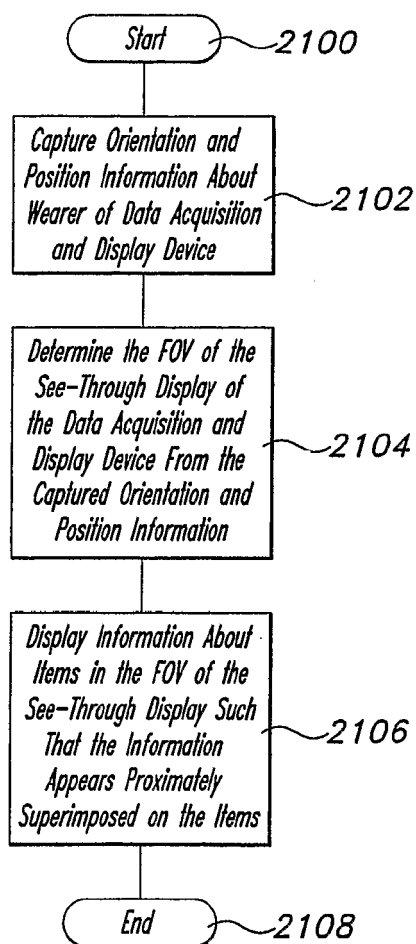 Start
2100
Capture Orientation and
Position Information About
Wearer of Data Acquisition
and Display Device
2102
Determine the FOV of the
See-Through Display of
the Data Acquisition and
Display Device From the
Captured Orientation and
Position Information
2104
Display Information About
Items in the FOV of the
See-Through Display Such
That the Information
Appears Proximately
Superimposed on the Items
2106
End
2108